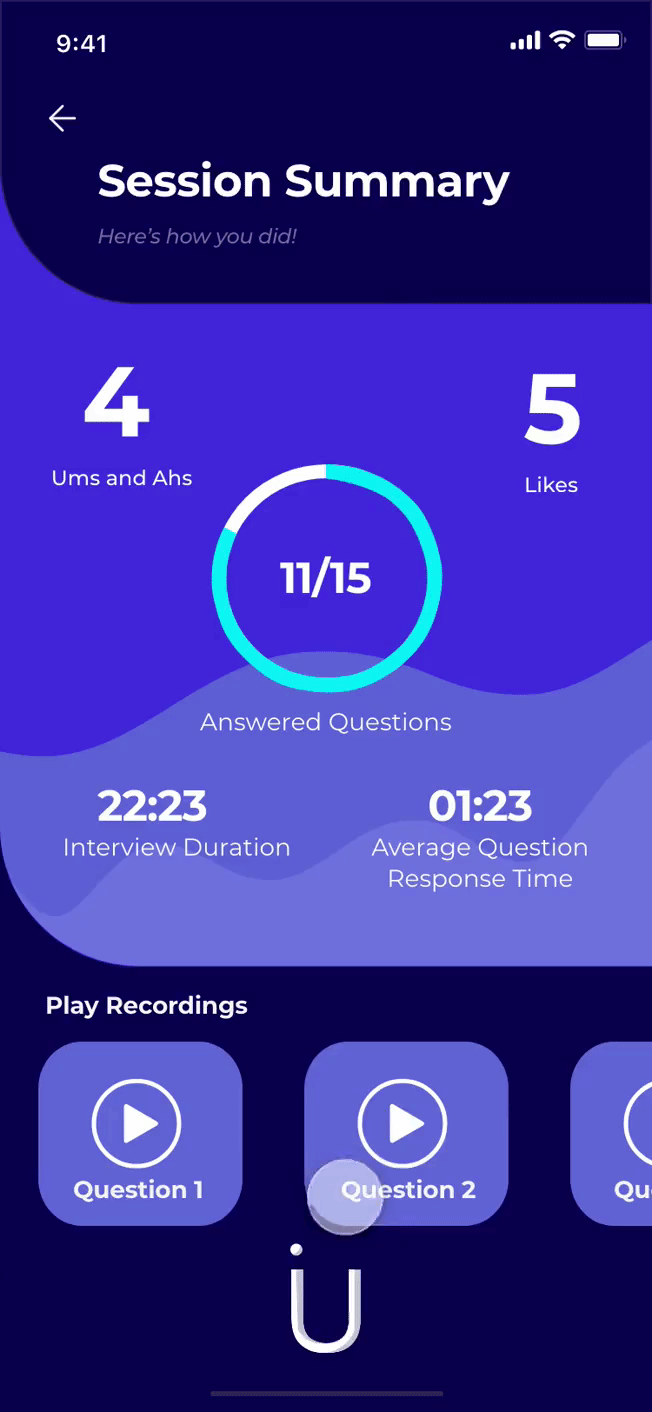 9:41
Session Summary
Here's how you did!
4
Ums and Ahs
5
Likes
11/15
Answered Questions
22:23
Interview Duration
01:23
Average Question
Response Time
Play Recordings
Question 1
Question 2
Qu